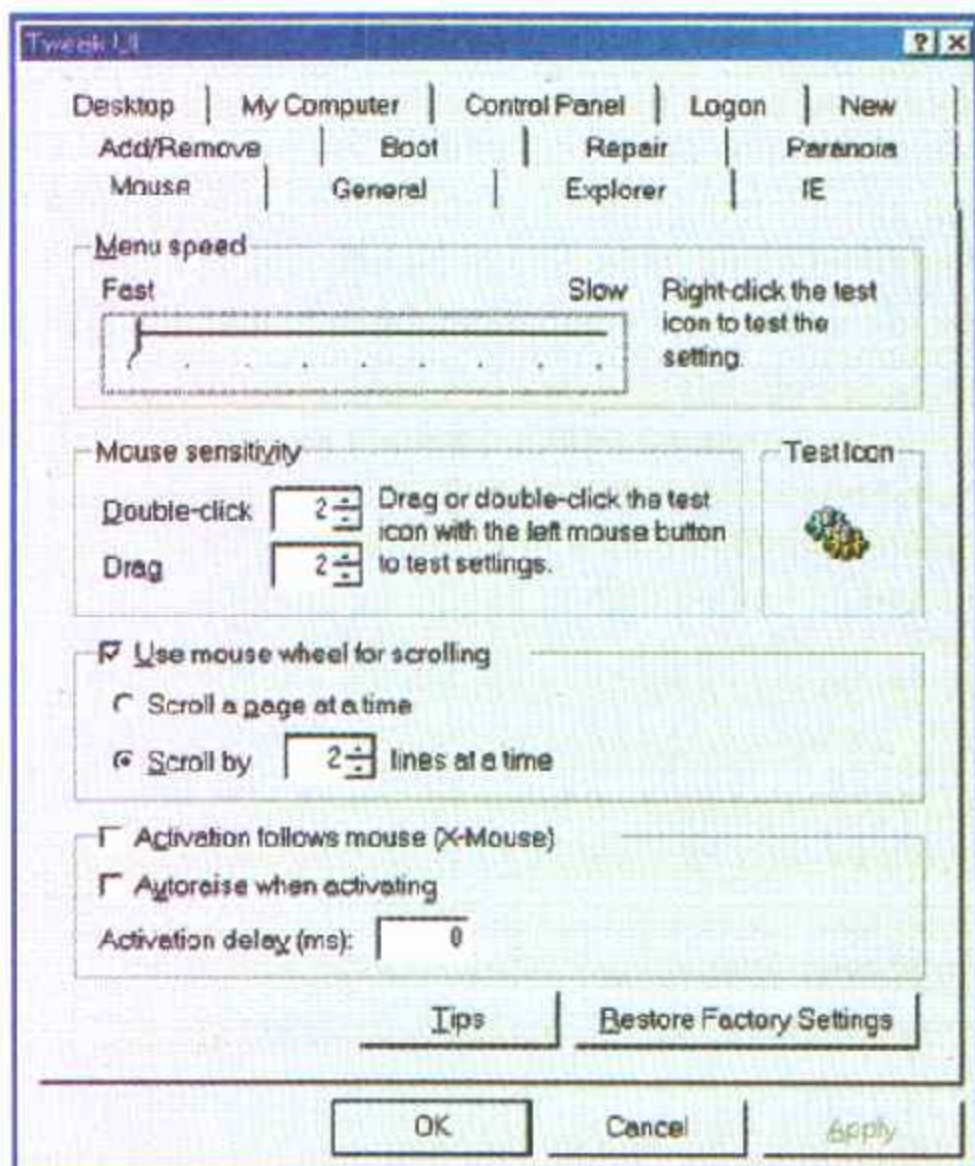 Tweak UI
Desktop My Computer Control Panel Logon New
Add/Remove Boot Repair Paranoia
Mouse General Explorer IE
Menu speed
Fast Slow
Right-click the test
icon to test the
setting.
Mouse sensitivity
Double-click 2
Drag 2
Drag or double-click the test
icon with the left mouse button
to test settings.
Test Icon
Use mouse wheel for scrolling
Scroll a page at a time
Scroll by 2 lines at a time
Activation follows mouse (X-Mouse)
Autoraise when activating
Activation delay (ms): 0
Tips Restore Factory Settings
OK Cancel Apply